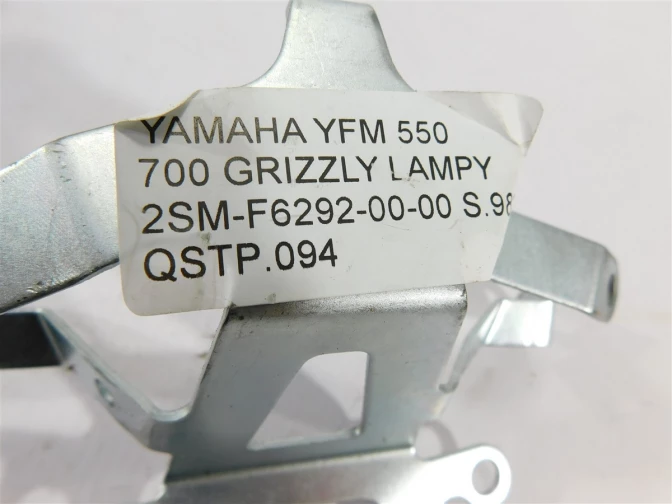 YAMAHA YFM 550
700 GRIZZLY LAMPY
2SM-F6292-00-00 S.98
QSTP.094